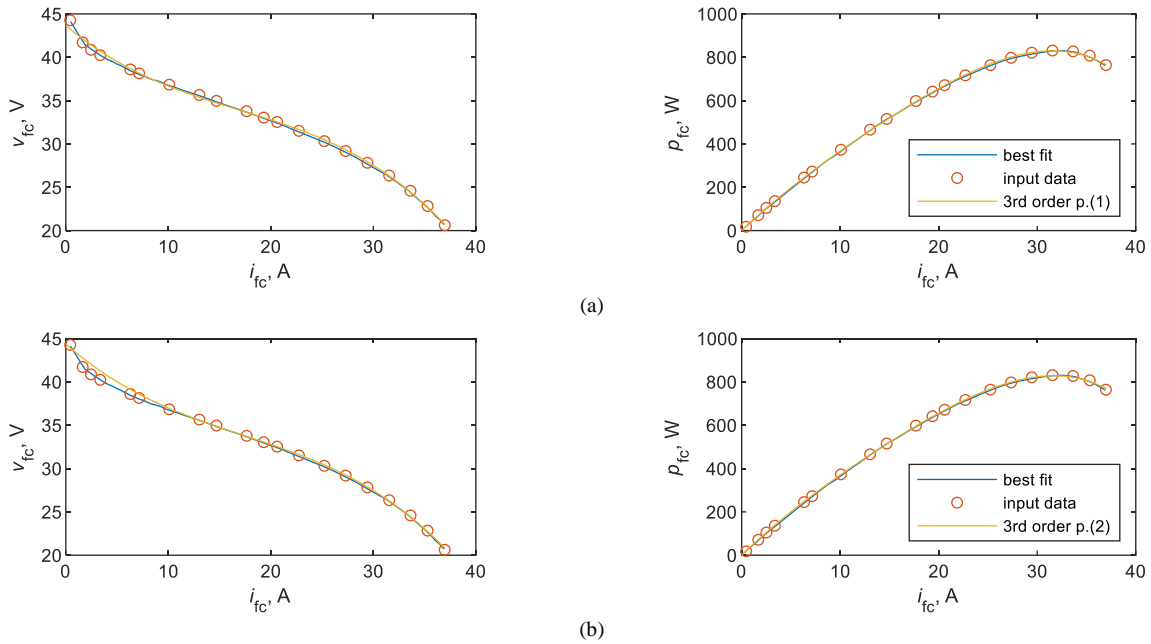 45
40
35
30
25
20
v_fc, V
0 10 20 30 40
i_fc, A
1000
800
600
400
200
0
p_fc, W
best fit
input data
3rd order p.(1)
0 10 20 30 40
i_fc, A
(a)
45
40
35
30
25
20
v_fc, V
0 10 20 30 40
i_fc, A
1000
800
600
400
200
0
p_fc, W
best fit
input data
3rd order p.(2)
0 10 20 30 40
i_fc, A
(b)